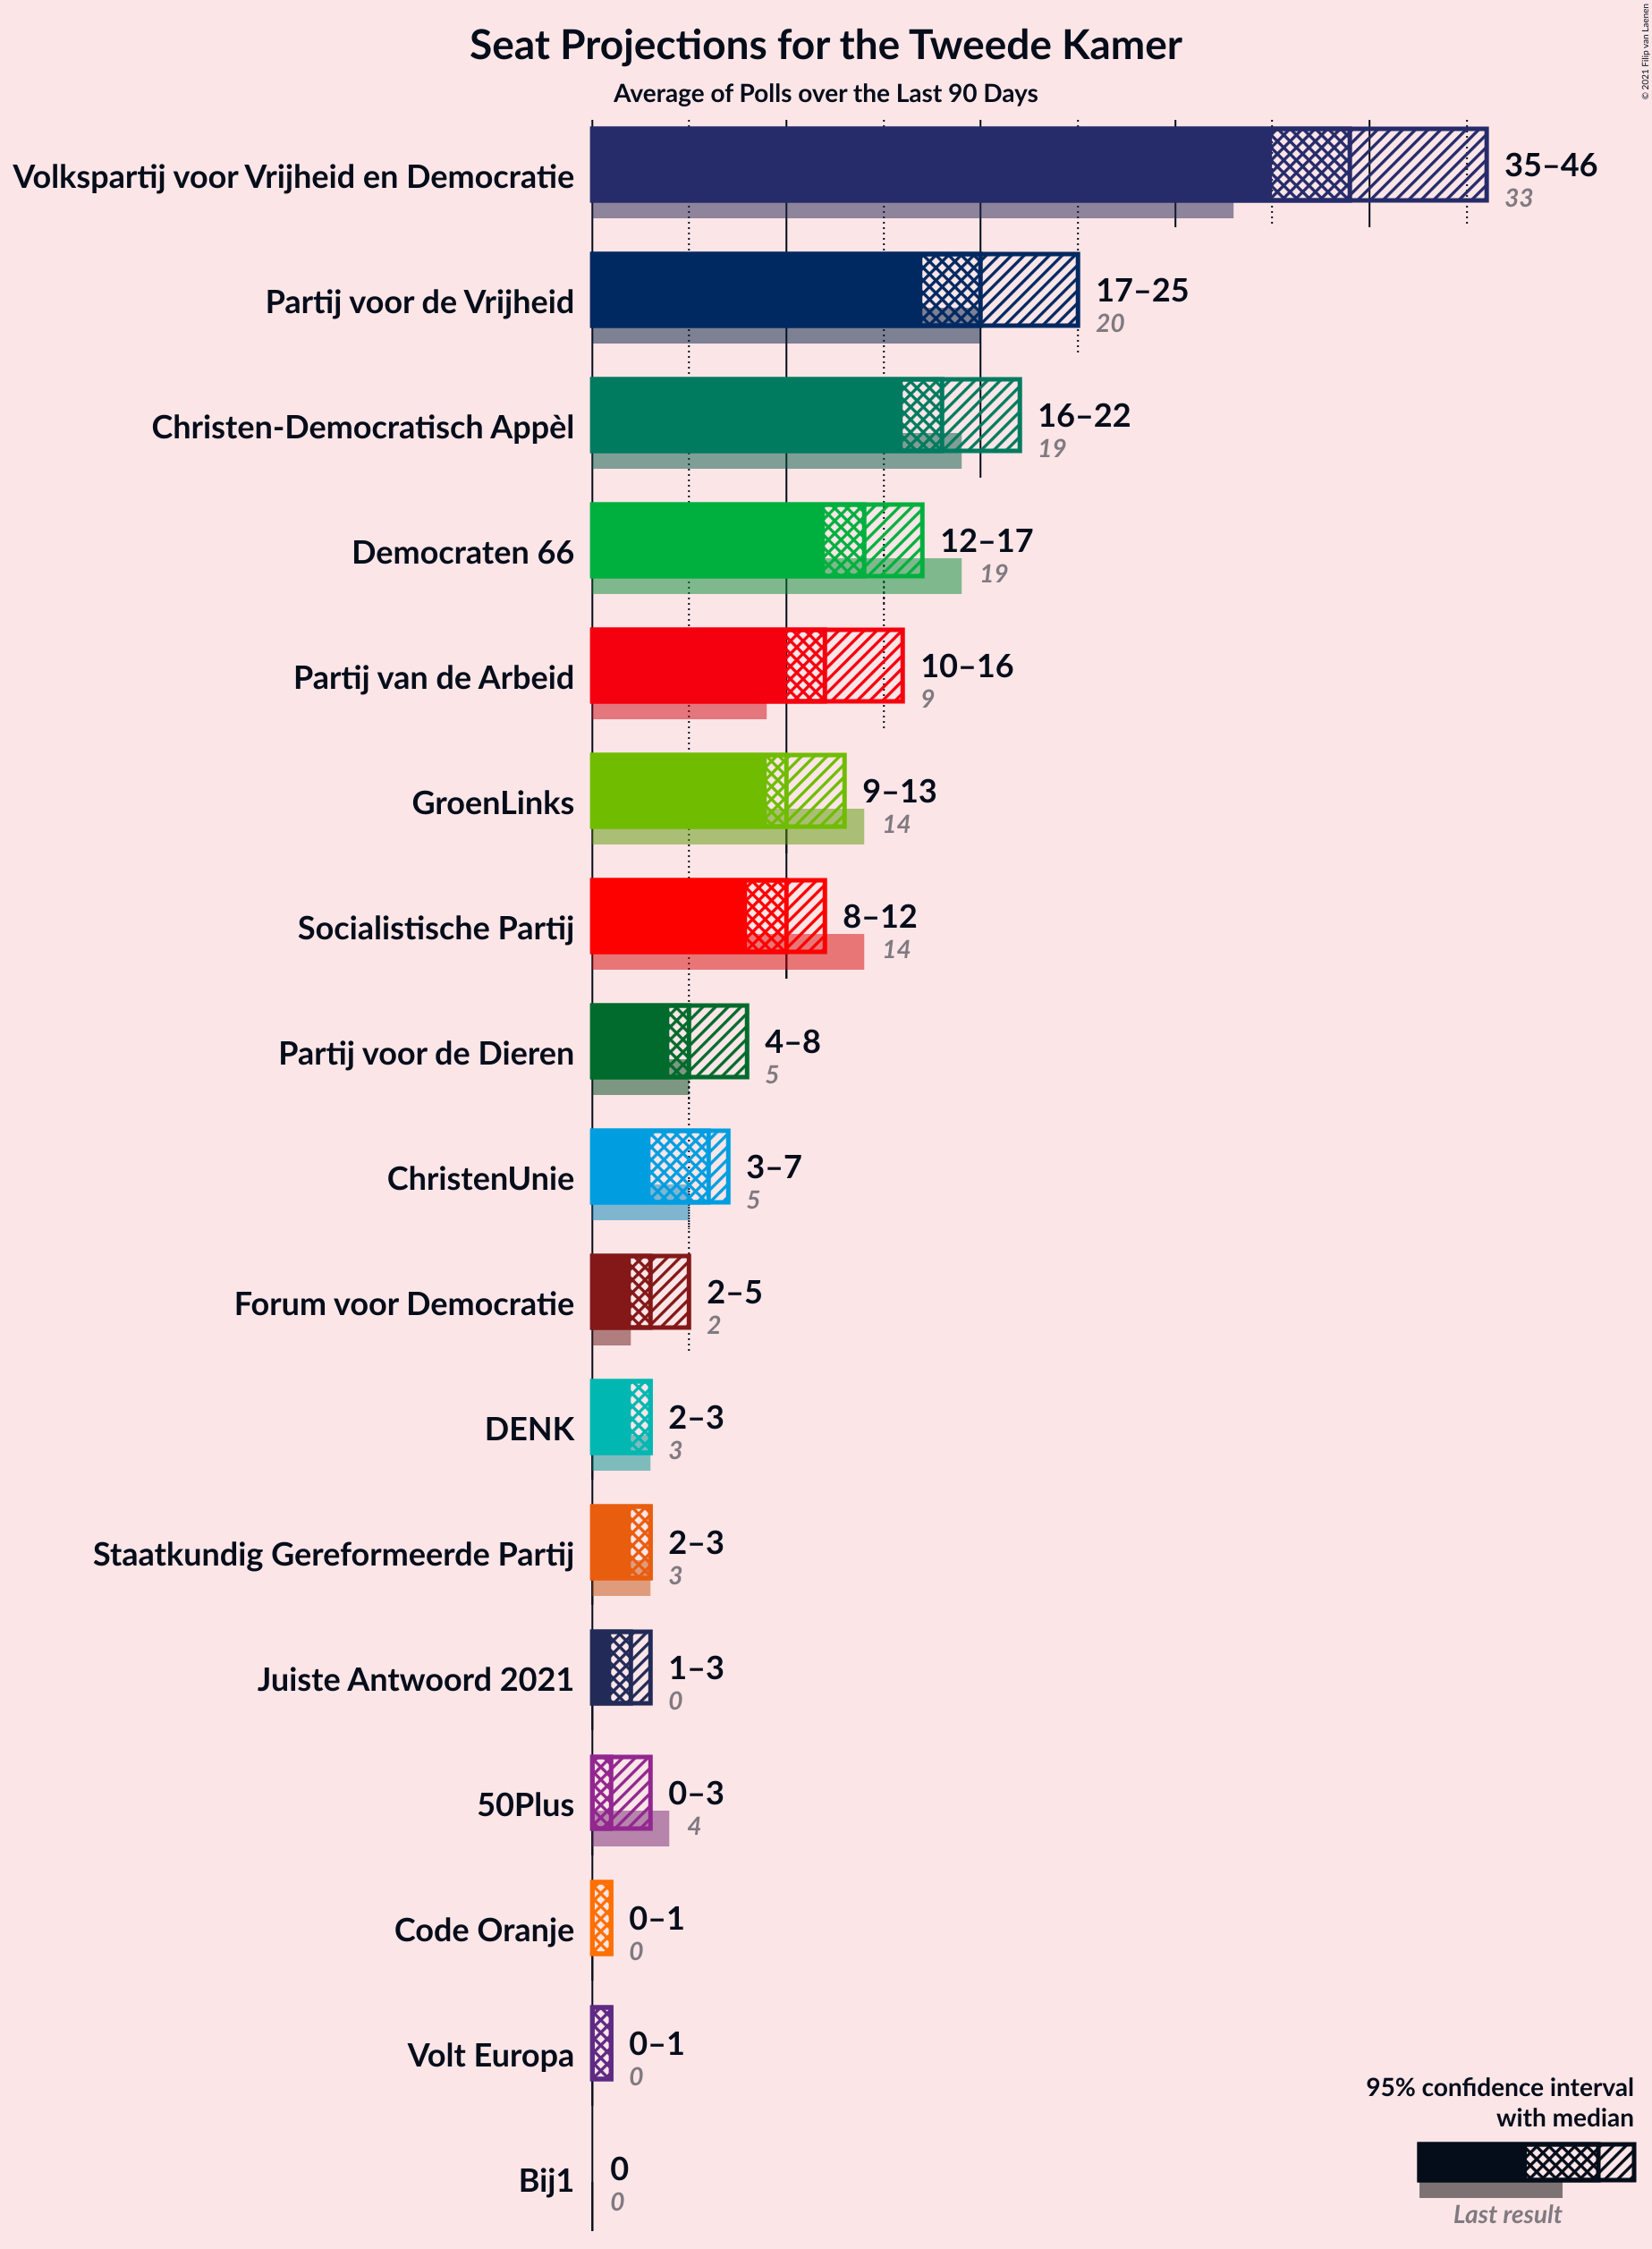 Seat Projections for the Tweede Kamer
Average of Polls over the Last 90 Days
© 2021 Filip van Laenen
Volkspartij voor Vrijheid en Democratie
35–46
33
Partij voor de Vrijheid
17–25
20
Christen-Democratisch Appèl
16–22
19
Democraten 66
12–17
19
Partij van de Arbeid
10–16
9
GroenLinks
9–13
14
Socialistische Partij
8–12
14
Partij voor de Dieren
4–8
5
ChristenUnie
3–7
5
Forum voor Democratie
2–5
2
DENK
2–3
3
Staatkundig Gereformeerde Partij
2–3
3
Juiste Antwoord 2021
1–3
0
50Plus
0–3
4
Code Oranje
0–1
0
Volt Europa
0–1
0
Bij1
0
0
95% confidence interval
with median
Last result